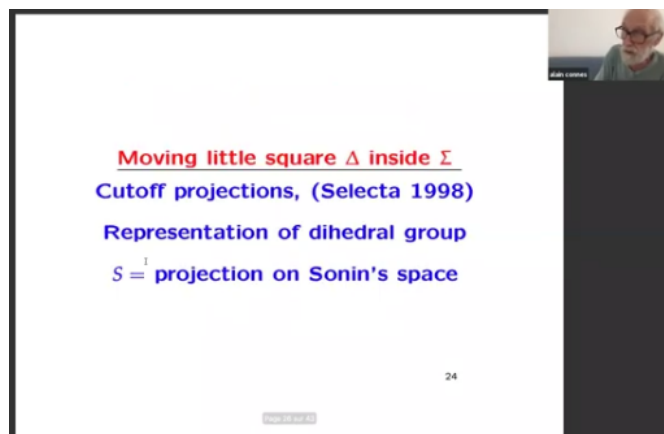 alain connes
Moving little square Δ inside Σ
Cutoff projections, (Selecta 1998)
Representation of dihedral group
S = projection on Sonin's space
24